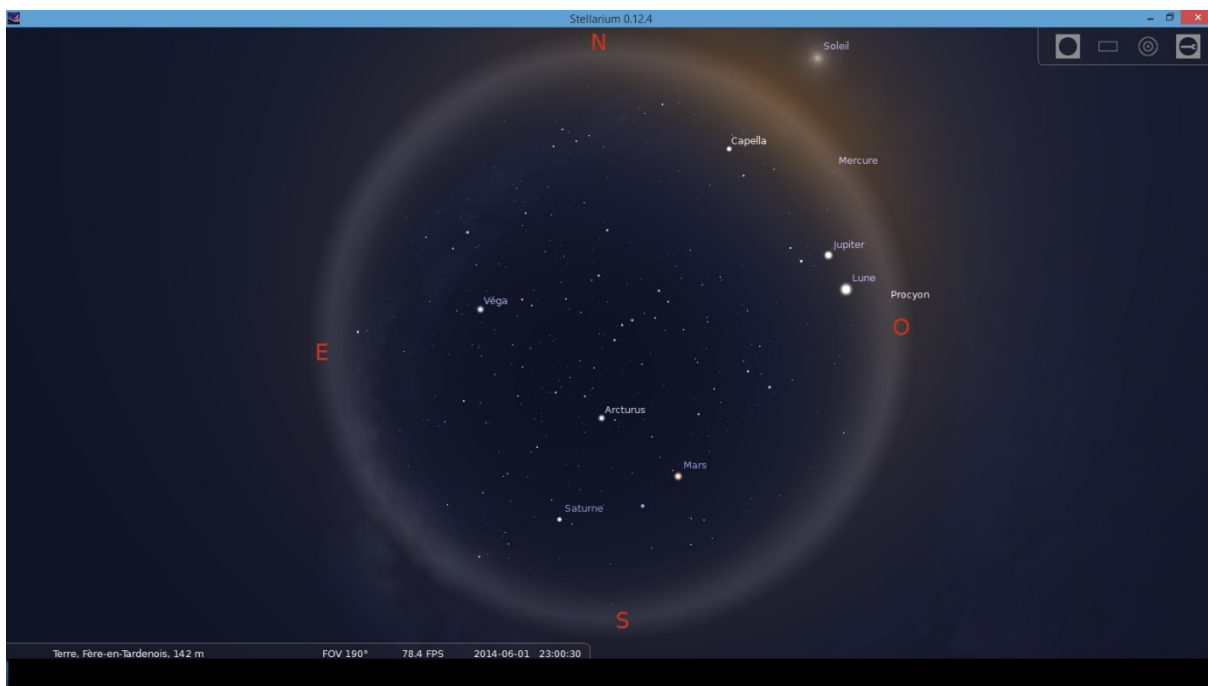 Stellarium 0.12.4
N
Soleil
Capella
Mercure
Jupiter
Lune
Procyon
Véga
O
E
Arcturus
Mars
Saturne
S
Terre, Fère-en-Tardenois, 142 m FOV 190° 78.4 FPS 2014-06-01 23:00:30